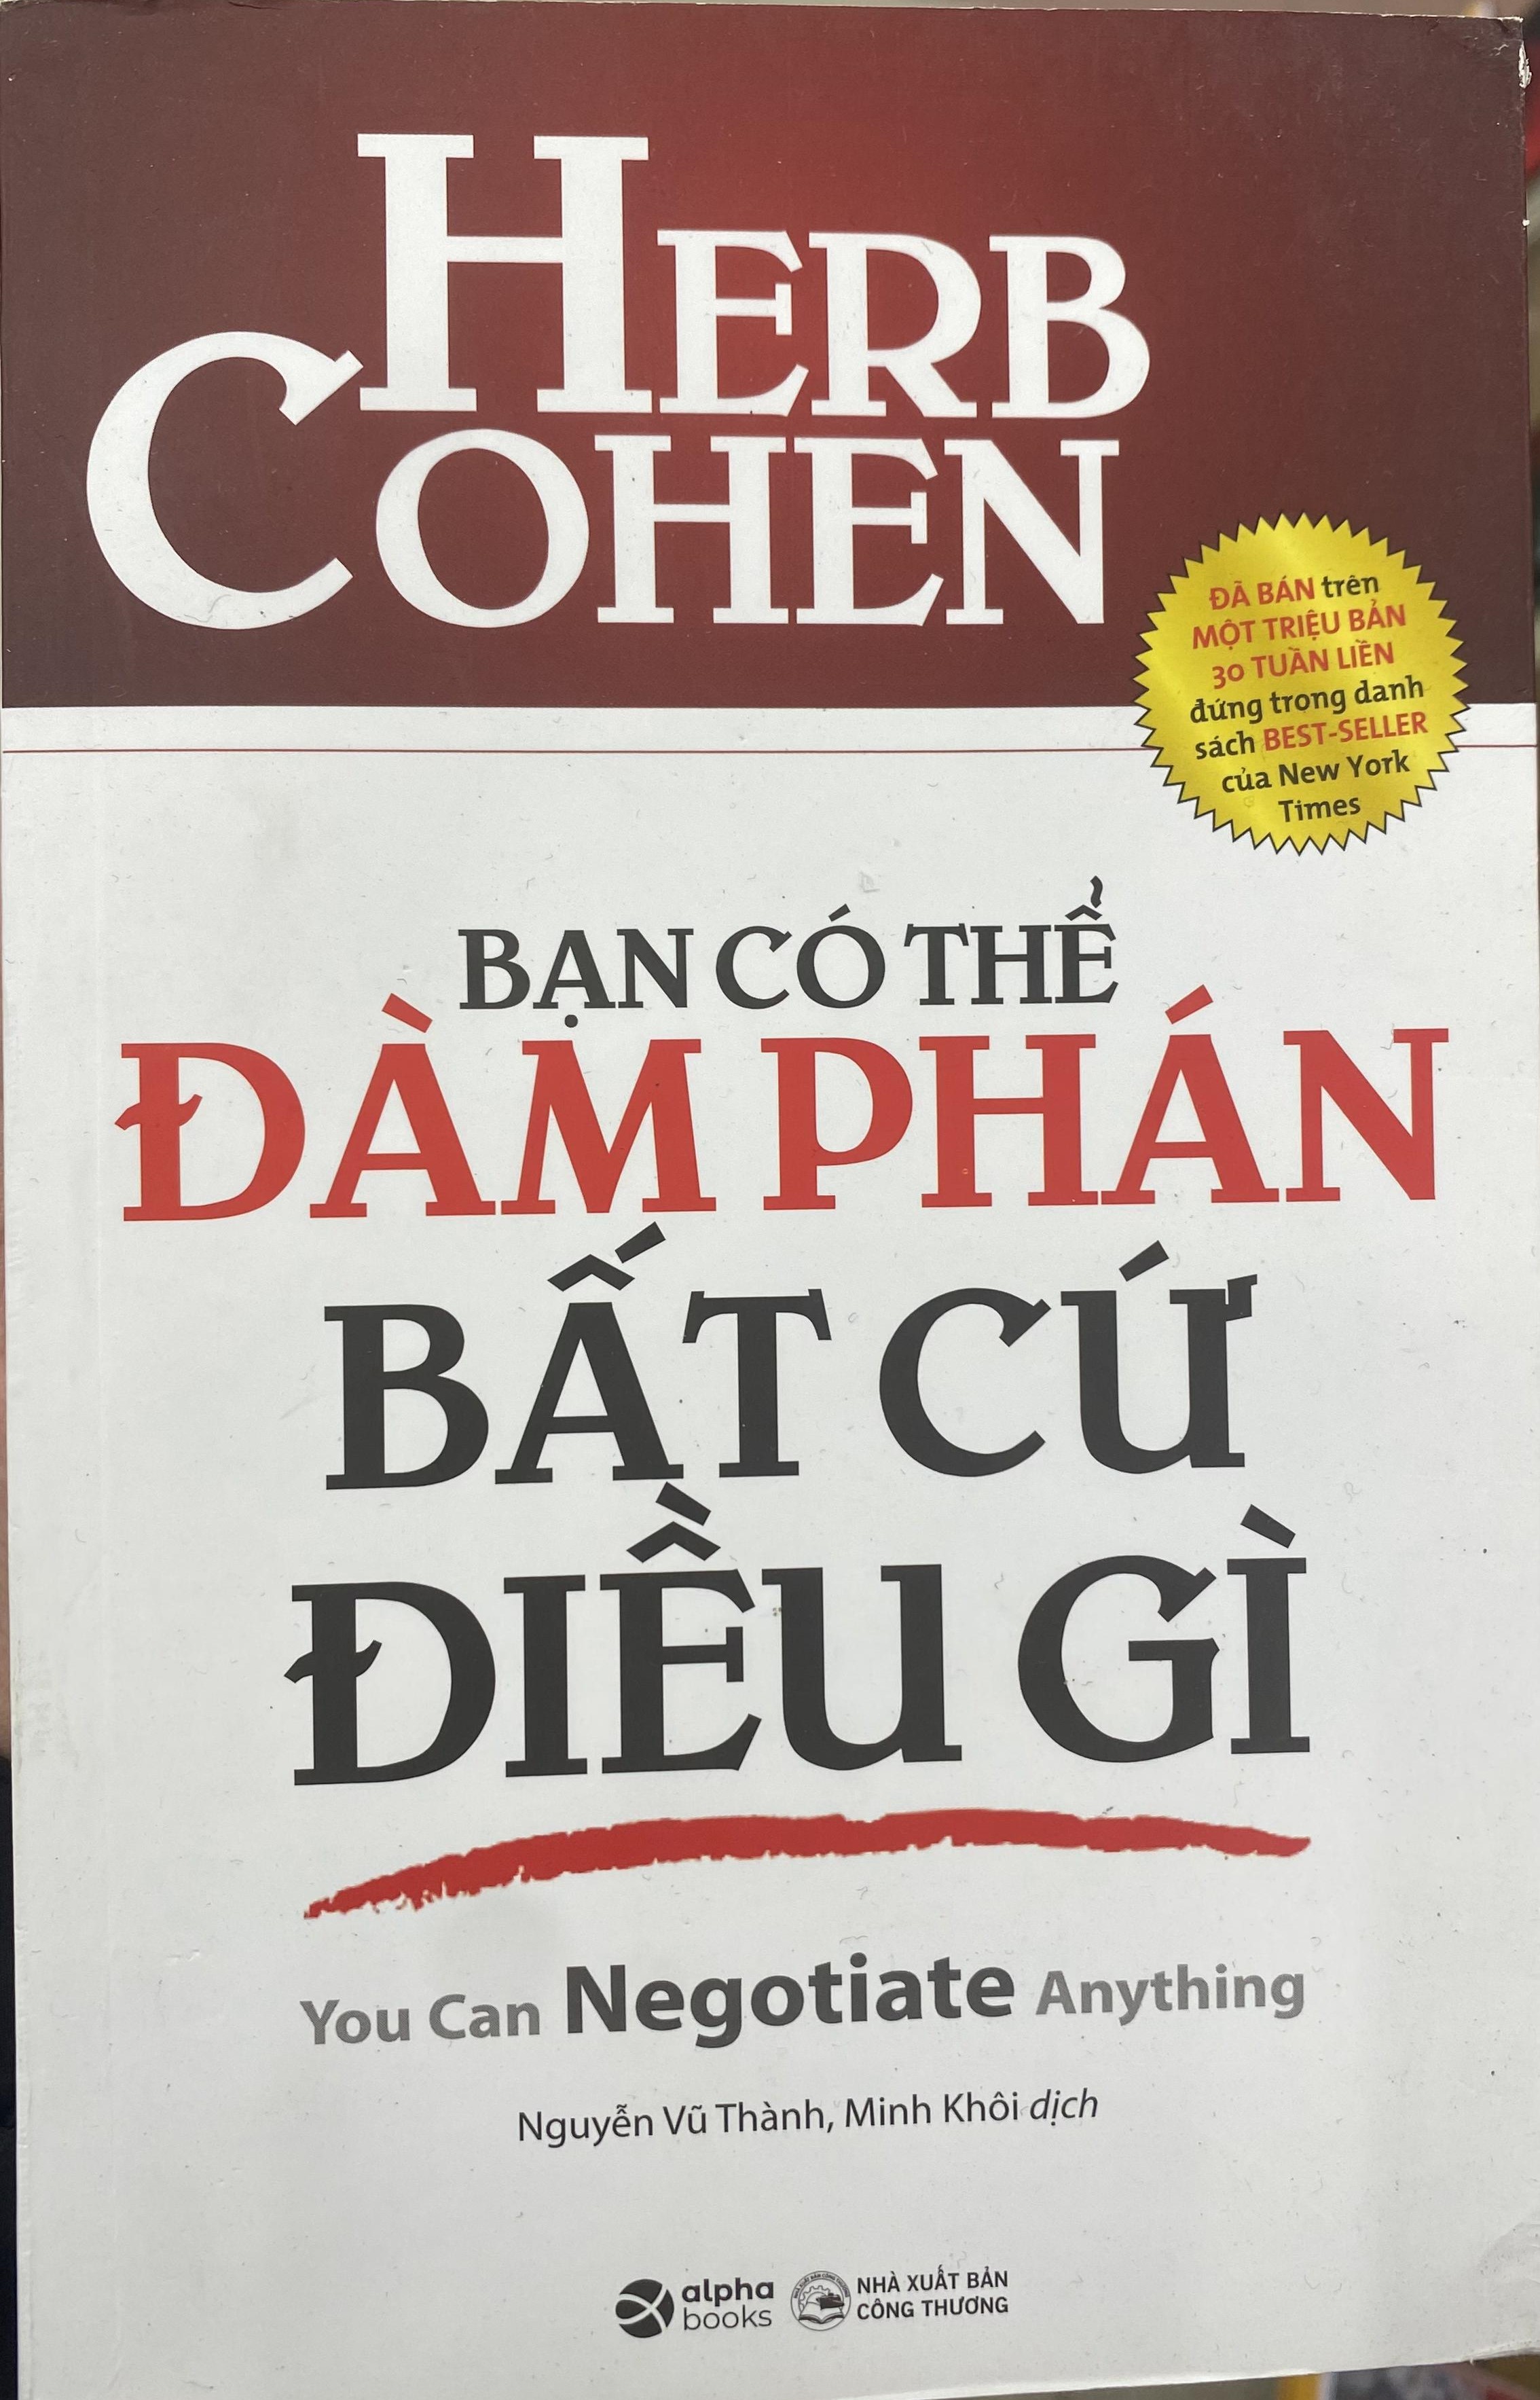 HERB
COHEN
ĐÃ BÁN trên
MỘT TRIỆU BẢN
30 TUẦN LIỀN
đứng trong danh
sách BEST-SELLER
của New York
Times
BẠN CÓ THỂ
ĐÀM PHÁN
BẤT CỨ
ĐIỀU GÌ
You Can Negotiate Anything
Nguyễn Vũ Thành, Minh Khôi dịch
alpha
books
NHÀ XUẤT BẢN
CÔNG THƯƠNG